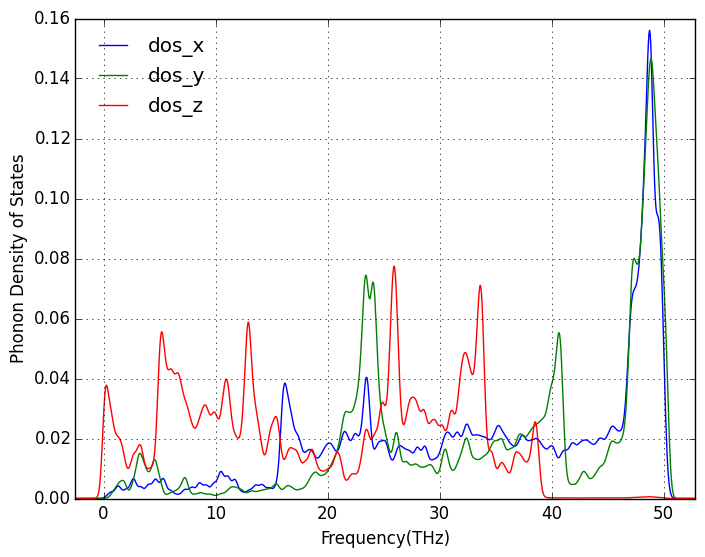 0.16
0.14
0.12
0.10
0.08
0.06
0.04
0.02
0.00
Phonon Density of States
dos_x
dos_y
dos_z
0 10 20 30 40 50
Frequency(THz)